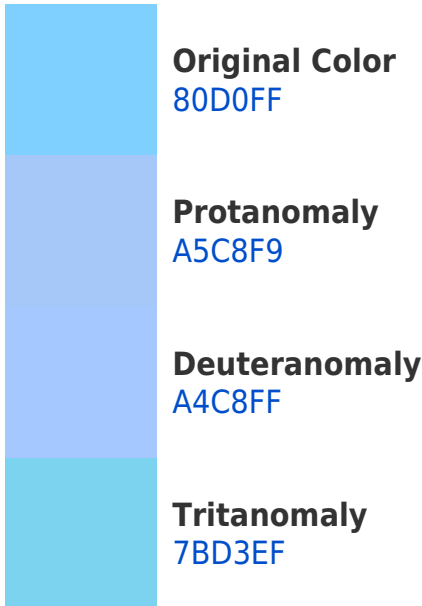 Original Color
80D0FF
Protanomaly
A5C8F9
Deuteranomaly
A4C8FF
Tritanomaly
7BD3EF